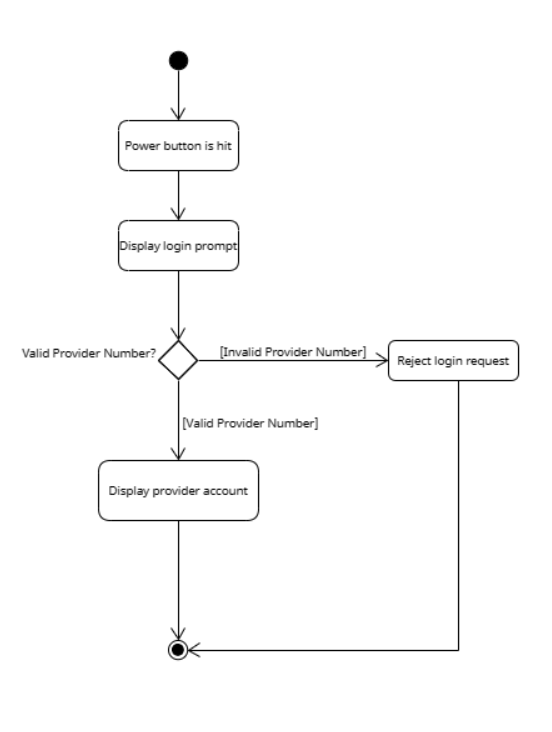 Power button is hit
Display login prompt
Valid Provider Number?
[Invalid Provider Number]
Reject login request
[Valid Provider Number]
Display provider account